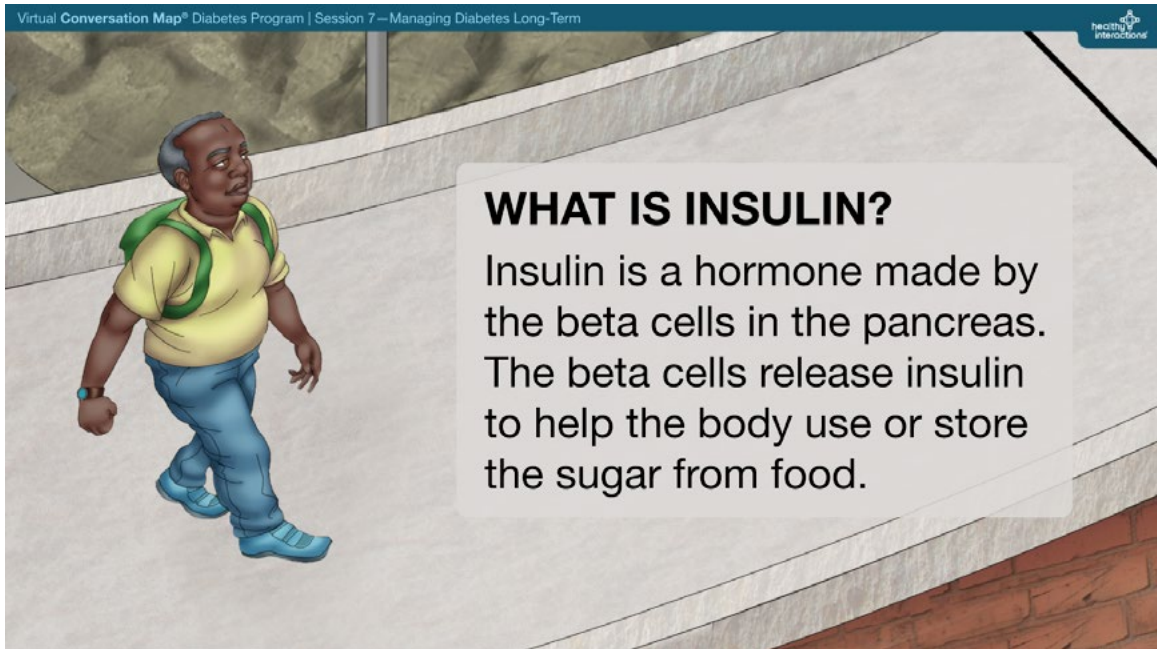 Virtual Conversation Map® Diabetes Program | Session 7—Managing Diabetes Long-Term
healthy
interactions
WHAT IS INSULIN?
Insulin is a hormone made by
the beta cells in the pancreas.
The beta cells release insulin
to help the body use or store
the sugar from food.